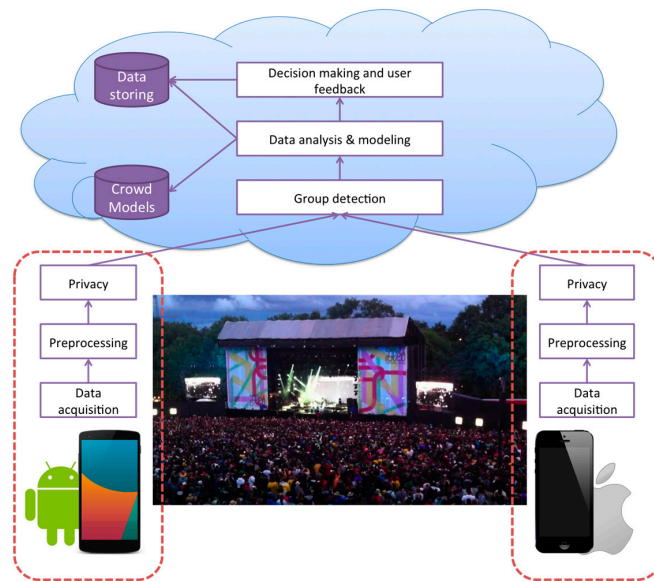 Data
storing
Decision making and user
feedback
Data analysis & modeling
Crowd
Models
Group detection
Privacy
Preprocessing
Data
acquisition
Privacy
Preprocessing
Data
acquisition